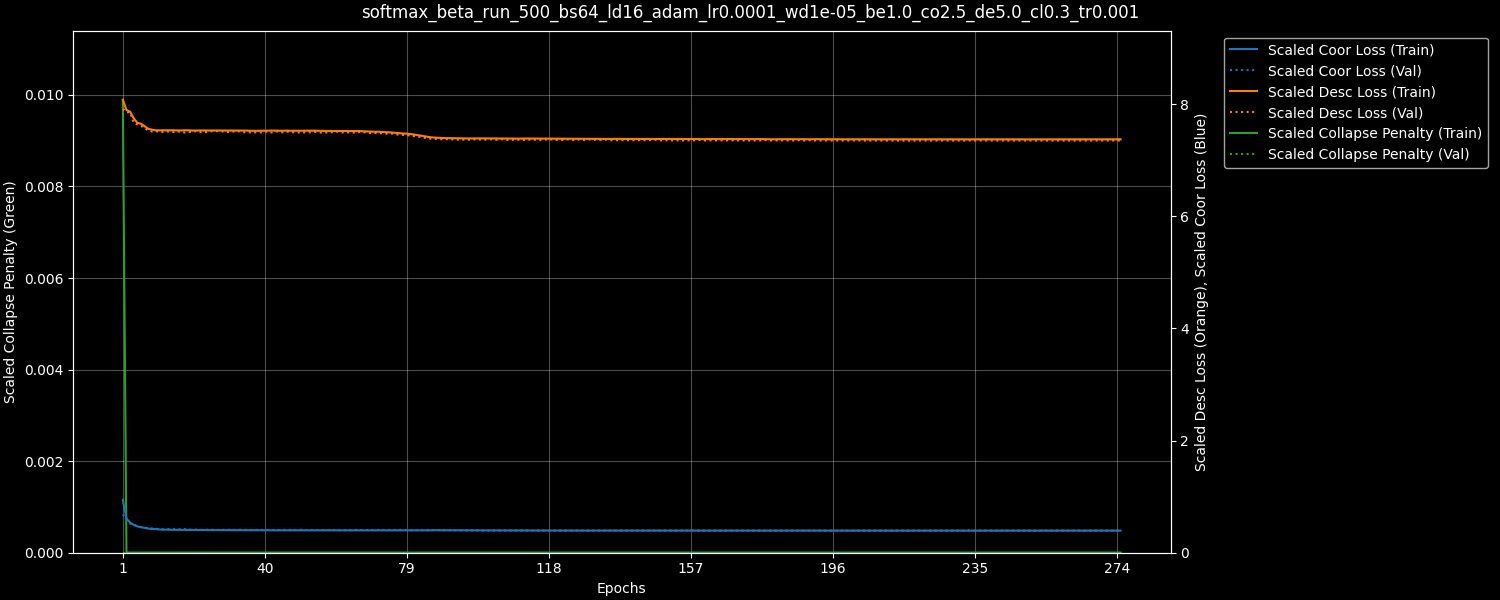 softmax_beta_run_500_bs64_ld16_adam_lr0.0001_wd1e-05_be1.0_co2.5_de5.0_cl0.3_tr0.001
Scaled Collapse Penalty (Green)
0.010
0.008
0.006
0.004
0.002
0.000
1
40
79
118
157
196
235
274
Epochs
8
6
4
2
0
Scaled Desc Loss (Orange), Scaled Coor Loss (Blue)
Scaled Coor Loss (Train)
Scaled Coor Loss (Val)
Scaled Desc Loss (Train)
Scaled Desc Loss (Val)
Scaled Collapse Penalty (Train)
Scaled Collapse Penalty (Val)